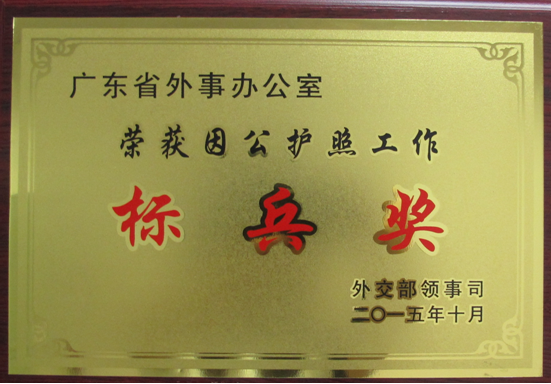 广东省外事办公室
荣获因公护照工作
标兵奖
外交部领事司
二〇一五年十月